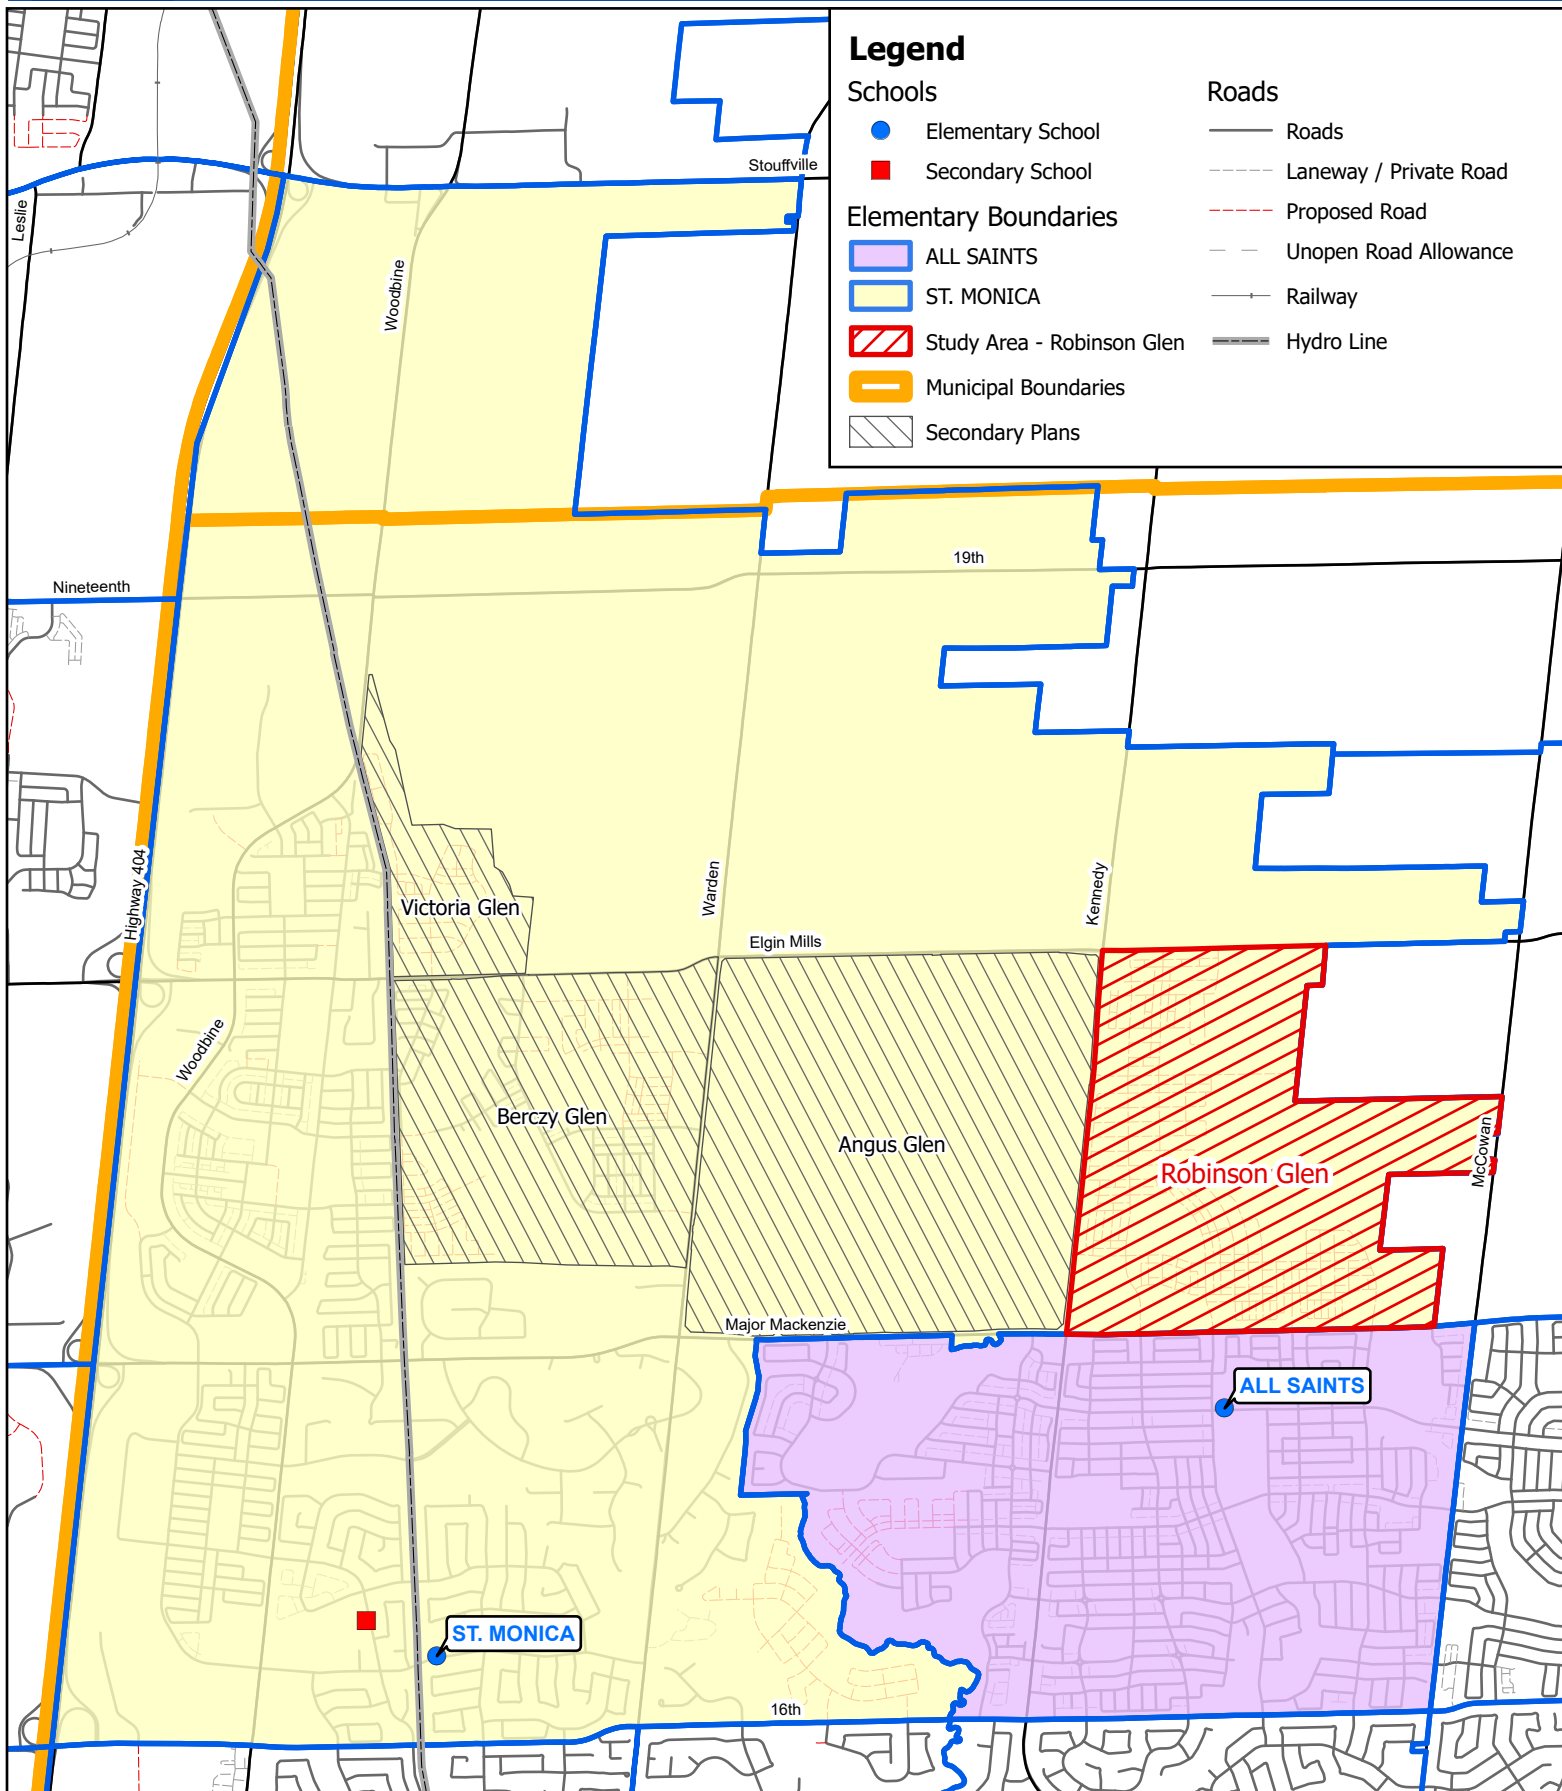 Legend
Schools
Elementary School
Secondary School
Elementary Boundaries
ALL SAINTS
ST. MONICA
Study Area - Robinson Glen
Municipal Boundaries
Secondary Plans
Roads
Roads
Laneway / Private Road
Proposed Road
Unopen Road Allowance
Railway
Hydro Line
Stouffville
Leslie
Woodbine
19th
Nineteenth
Highway 404
Warden
Kennedy
Victoria Glen
Elgin Mills
Woodbine
Berczy Glen
Angus Glen
Robinson Glen
McCowan
Major Mackenzie
ALL SAINTS
ST. MONICA
16th